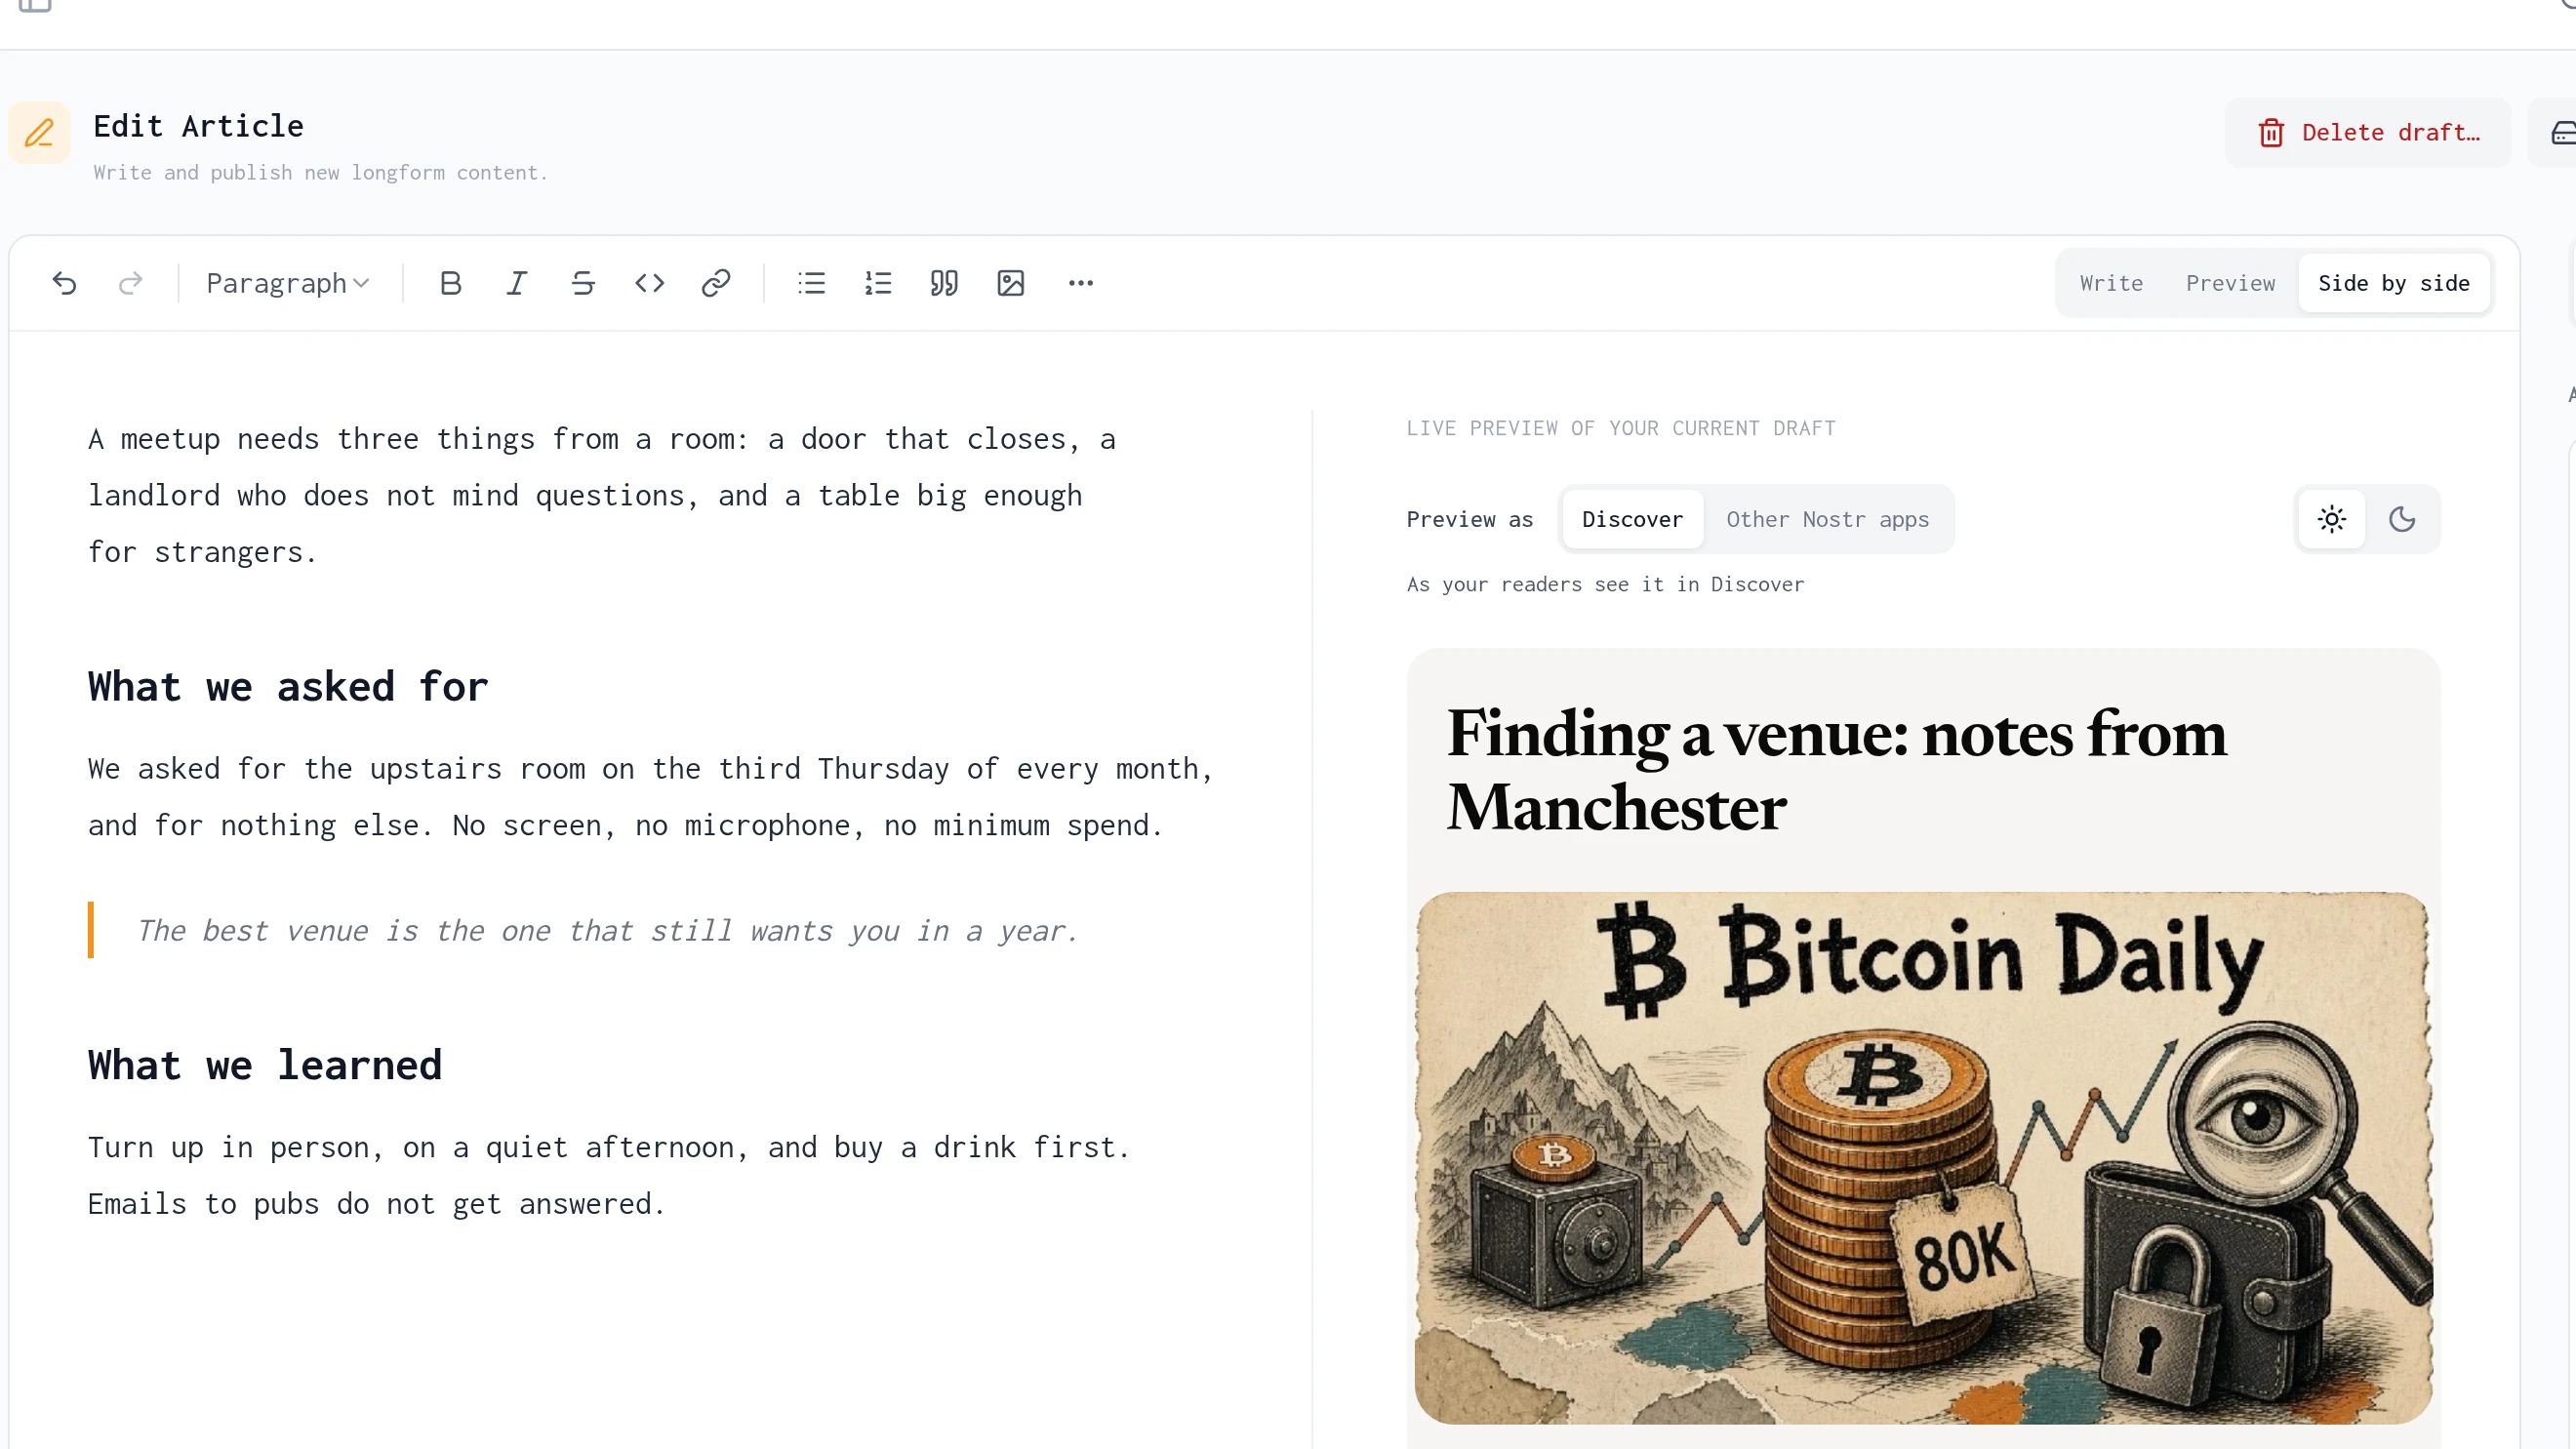 Edit Article
Write and publish new longform content.
Delete draft…
Paragraph
Write
Preview
Side by side
A meetup needs three things from a room: a door that closes, a
landlord who does not mind questions, and a table big enough
for strangers.
What we asked for
We asked for the upstairs room on the third Thursday of every month,
and for nothing else. No screen, no microphone, no minimum spend.
The best venue is the one that still wants you in a year.
What we learned
Turn up in person, on a quiet afternoon, and buy a drink first.
Emails to pubs do not get answered.
LIVE PREVIEW OF YOUR CURRENT DRAFT
Preview as
Discover
Other Nostr apps
As your readers see it in Discover
Finding a venue: notes from
Manchester
₿ Bitcoin Daily
₿
₿
80K